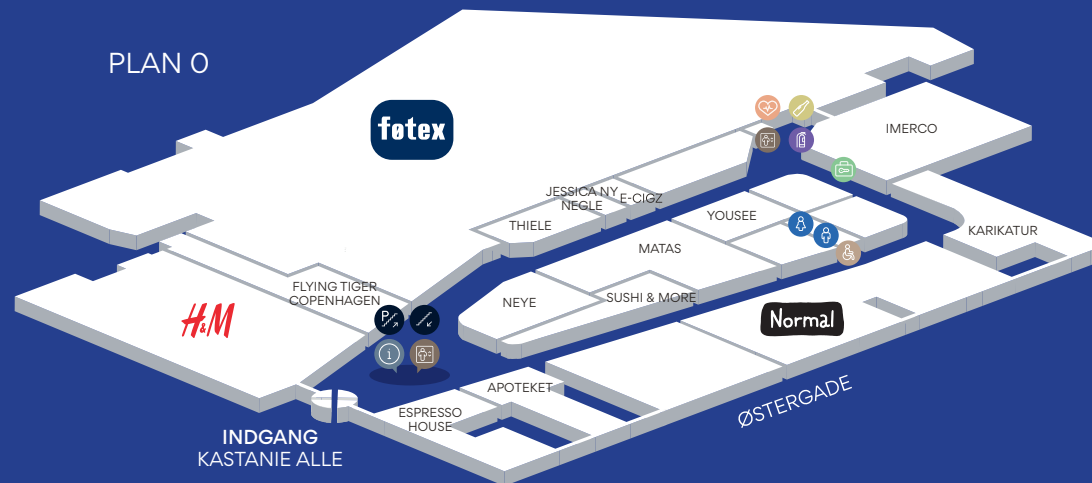 PLAN 0
føtex
IMERCO
JESSICA NY
NEGLE
E-CIGZ
THIELE
YOUSEE
KARIKATUR
MATAS
FLYING TIGER
COPENHAGEN
NEYE
SUSHI & MORE
H&M
P
Normal
i
APOTEKET
ØSTERGADE
ESPRESSO
HOUSE
INDGANG
KASTANIE ALLE